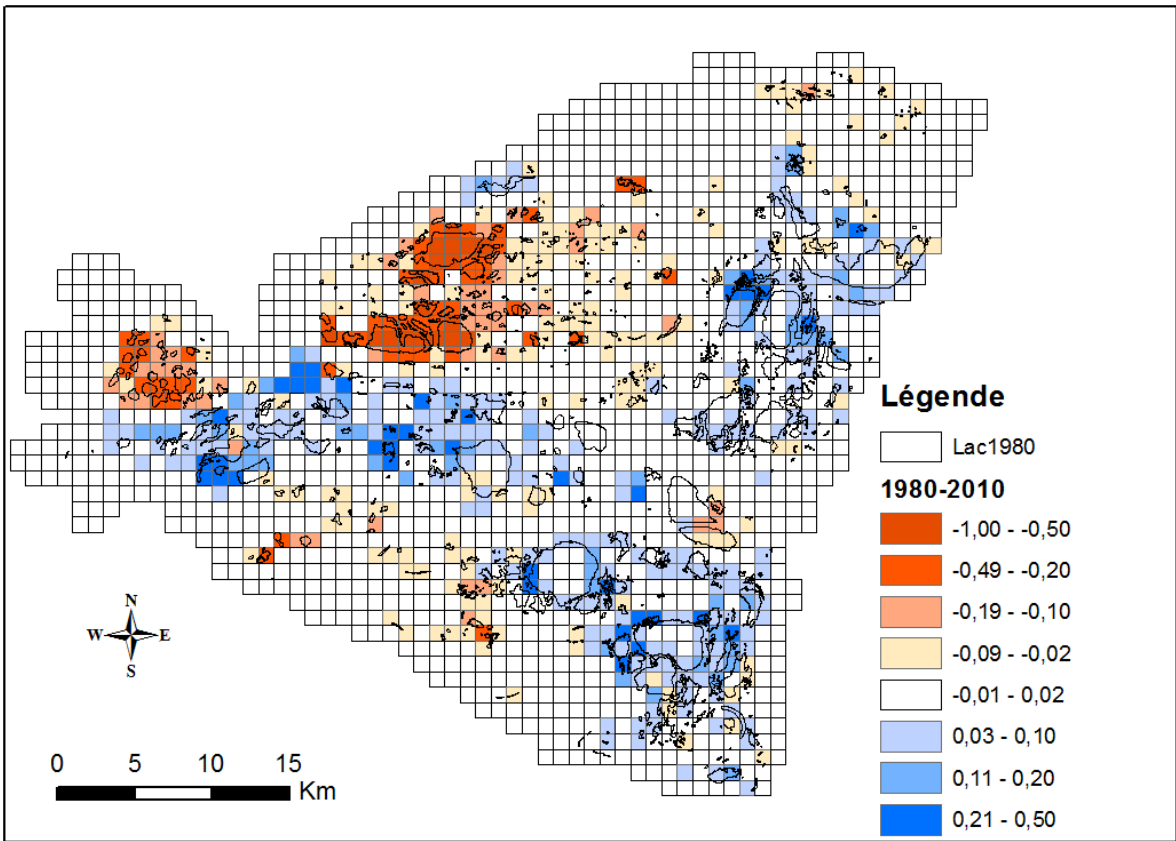 Légende
Lac1980
1980-2010
-1,00 - -0,50
-0,49 - -0,20
-0,19 - -0,10
-0,09 - -0,02
-0,01 - 0,02
0,03 - 0,10
0,11 - 0,20
0,21 - 0,50
N
W E
S
0 5 10 15
Km